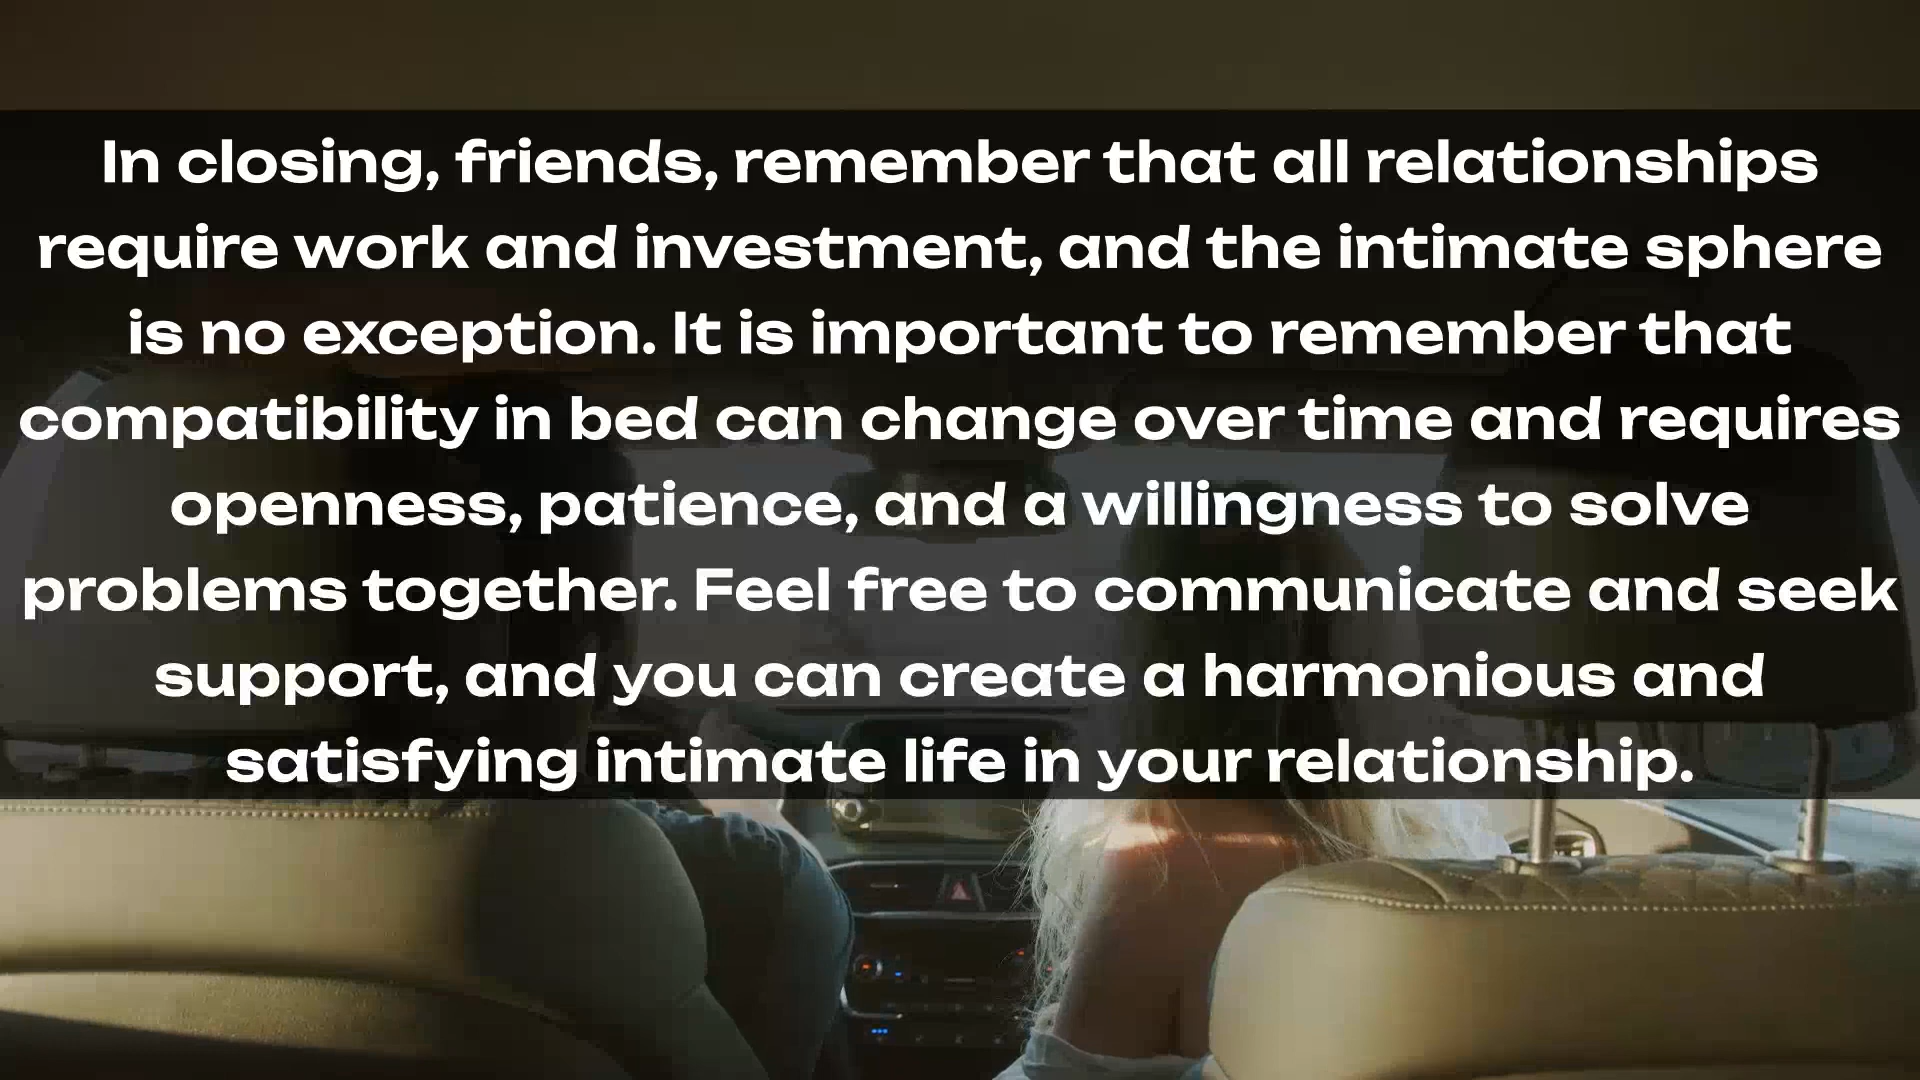 In closing, friends, remember that all relationships
require work and investment, and the intimate sphere
is no exception. It is important to remember that
compatibility in bed can change over time and requires
openness, patience, and a willingness to solve
problems together. Feel free to communicate and seek
support, and you can create a harmonious and
satisfying intimate life in your relationship.